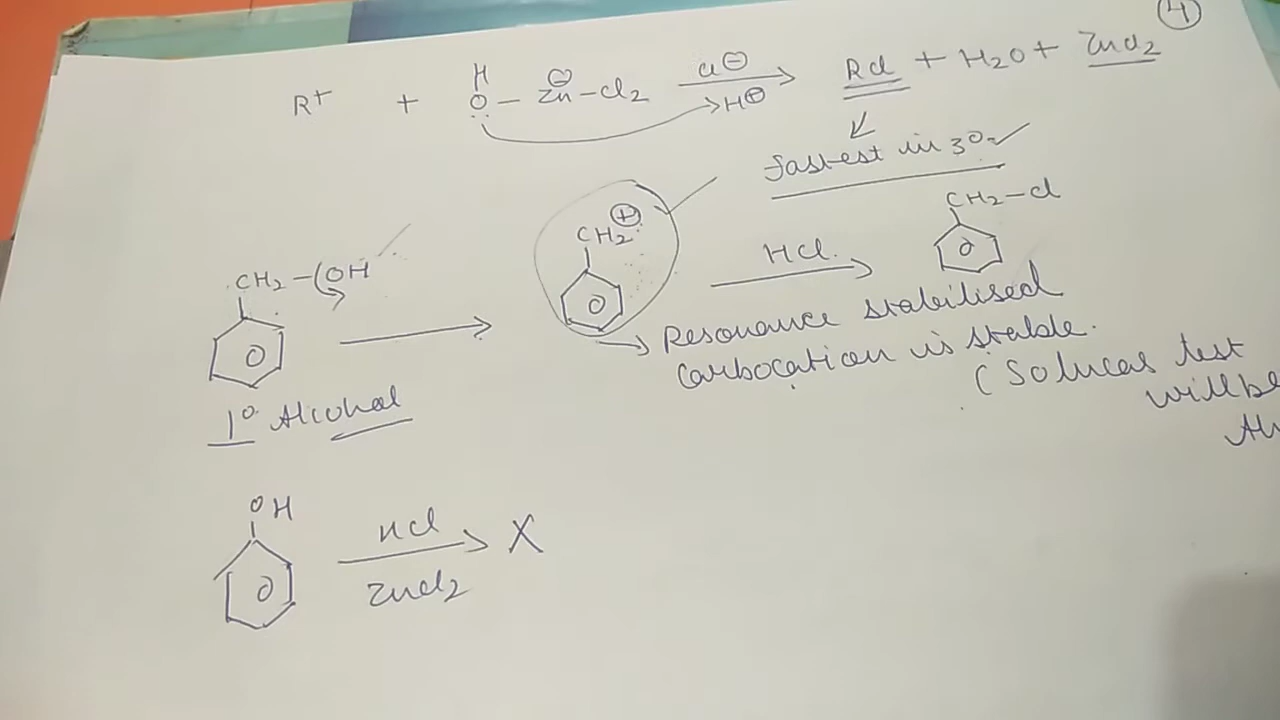 4
R⁺ + H–Ö–Zn⊖–Cl2 —Cl⊖→ RCl + H2O + ZnCl2
→H⊕
fastest in 3°
CH2–(OH
CH2⊕
HCl
CH2–Cl
→ Resonance stabilised
carbocation is stable.
(So lucas test
will be
1° Alcohol
OH
HCl
ZnCl2
X